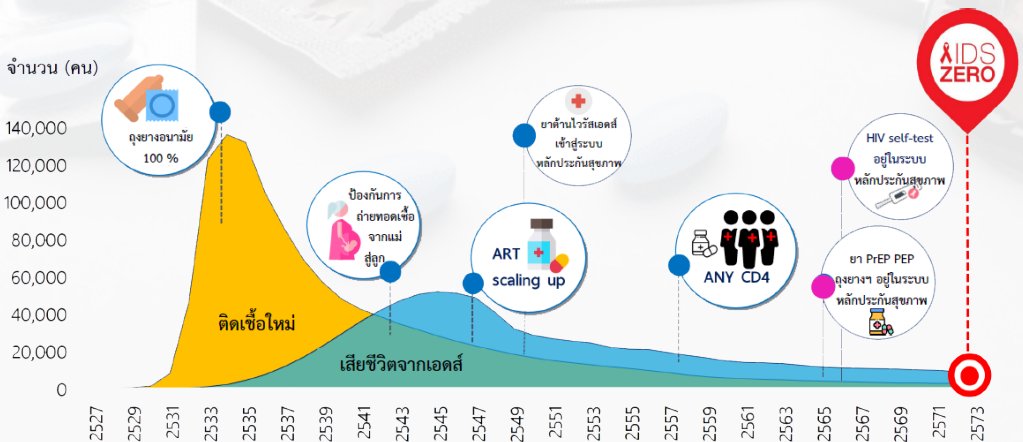 จำนวน (คน)
140,000
120,000
100,000
80,000
60,000
40,000
20,000
0
ถุงยางอนามัย
100 %
ป้องกันการ
ถ่ายทอดเชื้อ
จากแม่
สู่ลูก
ยาต้านไวรัสเอดส์
เข้าสู่ระบบ
หลักประกันสุขภาพ
ART
scaling up
ANY CD4
HIV self-test
อยู่ในระบบ
หลักประกันสุขภาพ
ยา PrEP PEP
ถุงยางฯ อยู่ในระบบ
หลักประกันสุขภาพ
AIDS
ZERO
ติดเชื้อใหม่
เสียชีวิตจากเอดส์
2527
2529
2531
2533
2535
2537
2539
2541
2543
2545
2547
2549
2551
2553
2555
2557
2559
2561
2563
2565
2567
2569
2571
2573